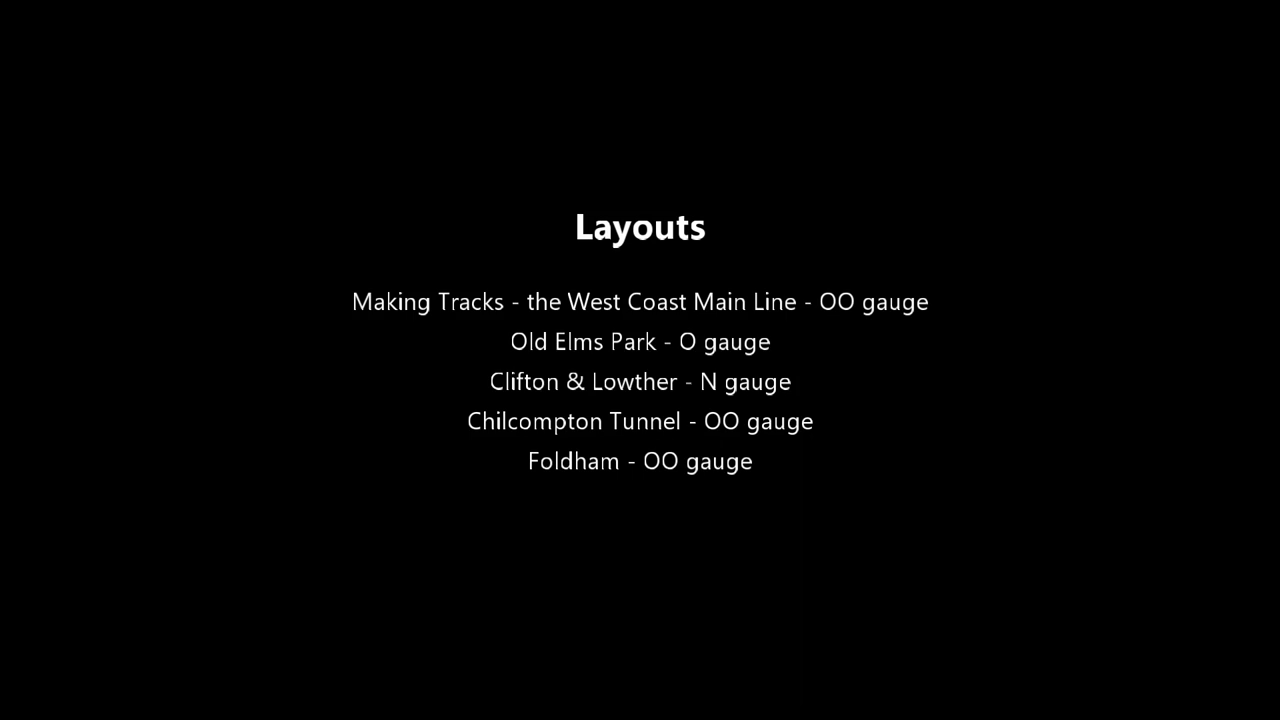 Layouts
Making Tracks - the West Coast Main Line - OO gauge
Old Elms Park - O gauge
Clifton & Lowther - N gauge
Chilcompton Tunnel - OO gauge
Foldham - OO gauge